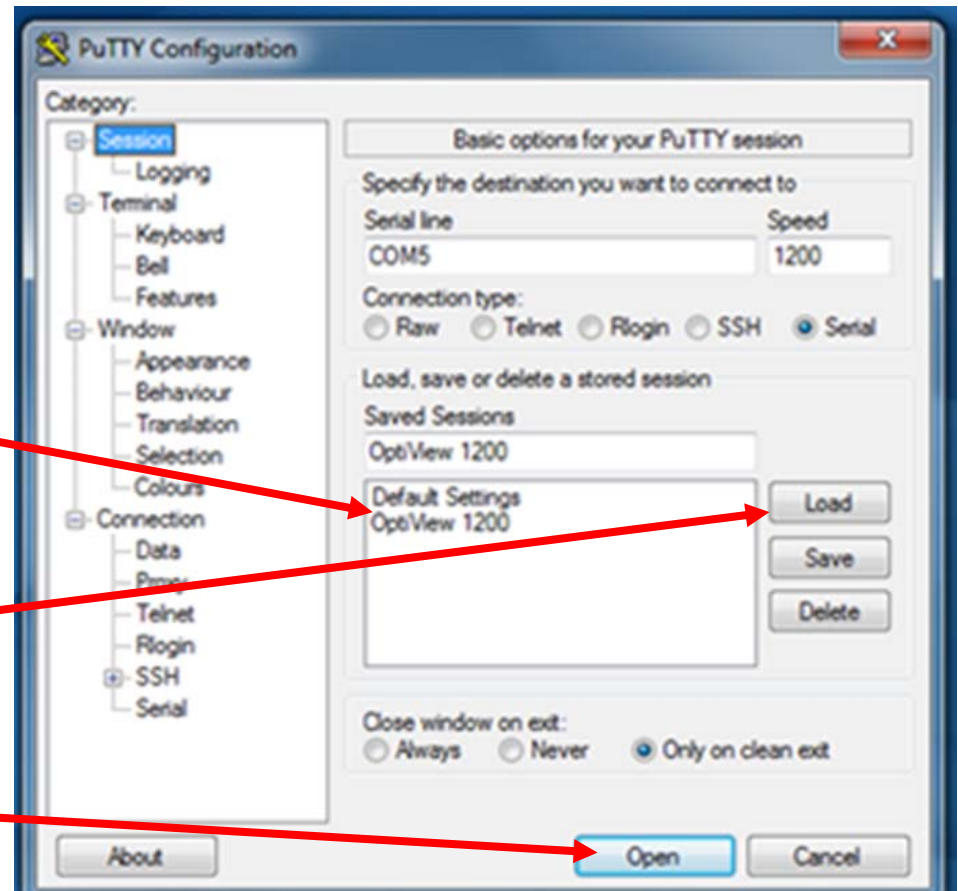 PuTTY Configuration
Category:
Session
Logging
Terminal
Keyboard
Bell
Features
Window
Appearance
Behaviour
Translation
Selection
Colours
Connection
Data
Proxy
Telnet
Rlogin
SSH
Serial
Basic options for your PuTTY session
Specify the destination you want to connect to
Serial line Speed
COM5 1200
Connection type:
Raw Telnet Rlogin SSH Serial
Load, save or delete a stored session
Saved Sessions
OptiView 1200
Default Settings
OptiView 1200
Load
Save
Delete
Close window on exit:
Always Never Only on clean exit
About Open Cancel